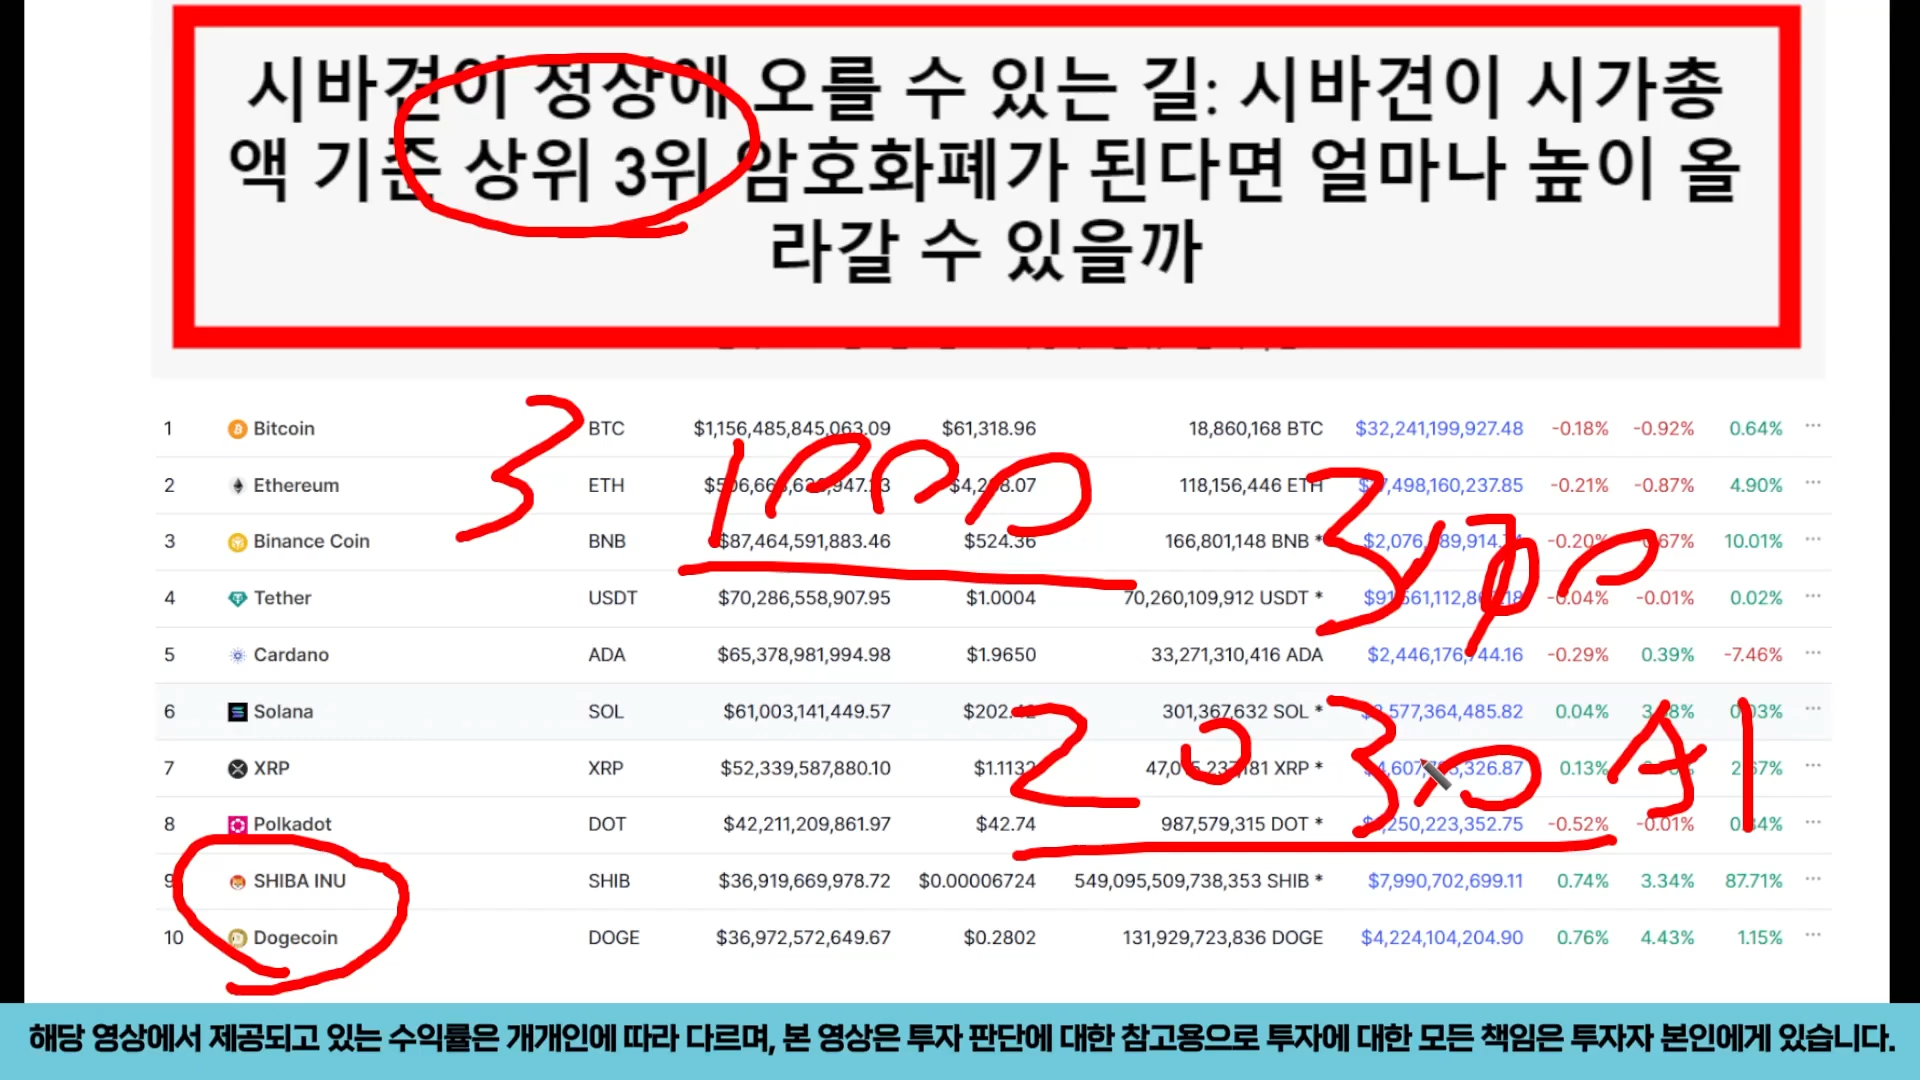 시바견이 정상에 오를 수 있는 길: 시바견이 시가총
액 기준 상위 3위 암호화폐가 된다면 얼마나 높이 올
라갈 수 있을까
1 Bitcoin BTC $1,156,485,845,063.09 $61,318.96 18,860,168 BTC $32,241,199,927.48 -0.18% -0.92% 0.64% ...
2 Ethereum ETH 118,156,446 ETH -0.21% -0.87% 4.90% ...
3 Binance Coin BNB $87,464,591,883.46 $524.36 166,801,148 BNB * -0.20% 10.01% ...
4 Tether USDT $70,286,558,907.95 $1.0004 70,260,109,912 USDT * -0.04% -0.01% 0.02% ...
5 Cardano ADA $65,378,981,994.98 $1.9650 33,271,310,416 ADA $2,446,176,744.16 -0.29% 0.39% -7.46% ...
6 Solana SOL $61,003,141,449.57 301,367,632 SOL * 0.04% ...
7 XRP XRP $52,339,587,880.10 XRP * 0.13% ...
8 Polkadot DOT $42,211,209,861.97 $42.74 987,579,315 DOT * -0.52% -0.01% ...
9 SHIBA INU SHIB $36,919,669,978.72 $0.00006724 549,095,509,738,353 SHIB * $7,990,702,699.11 0.74% 3.34% 87.71% ...
10 Dogecoin DOGE $36,972,572,649.67 $0.2802 131,929,723,836 DOGE $4,224,104,204.90 0.76% 4.43% 1.15% ...
3
1000
2030
해당 영상에서 제공되고 있는 수익률은 개개인에 따라 다르며, 본 영상은 투자 판단에 대한 참고용으로 투자에 대한 모든 책임은 투자자 본인에게 있습니다.